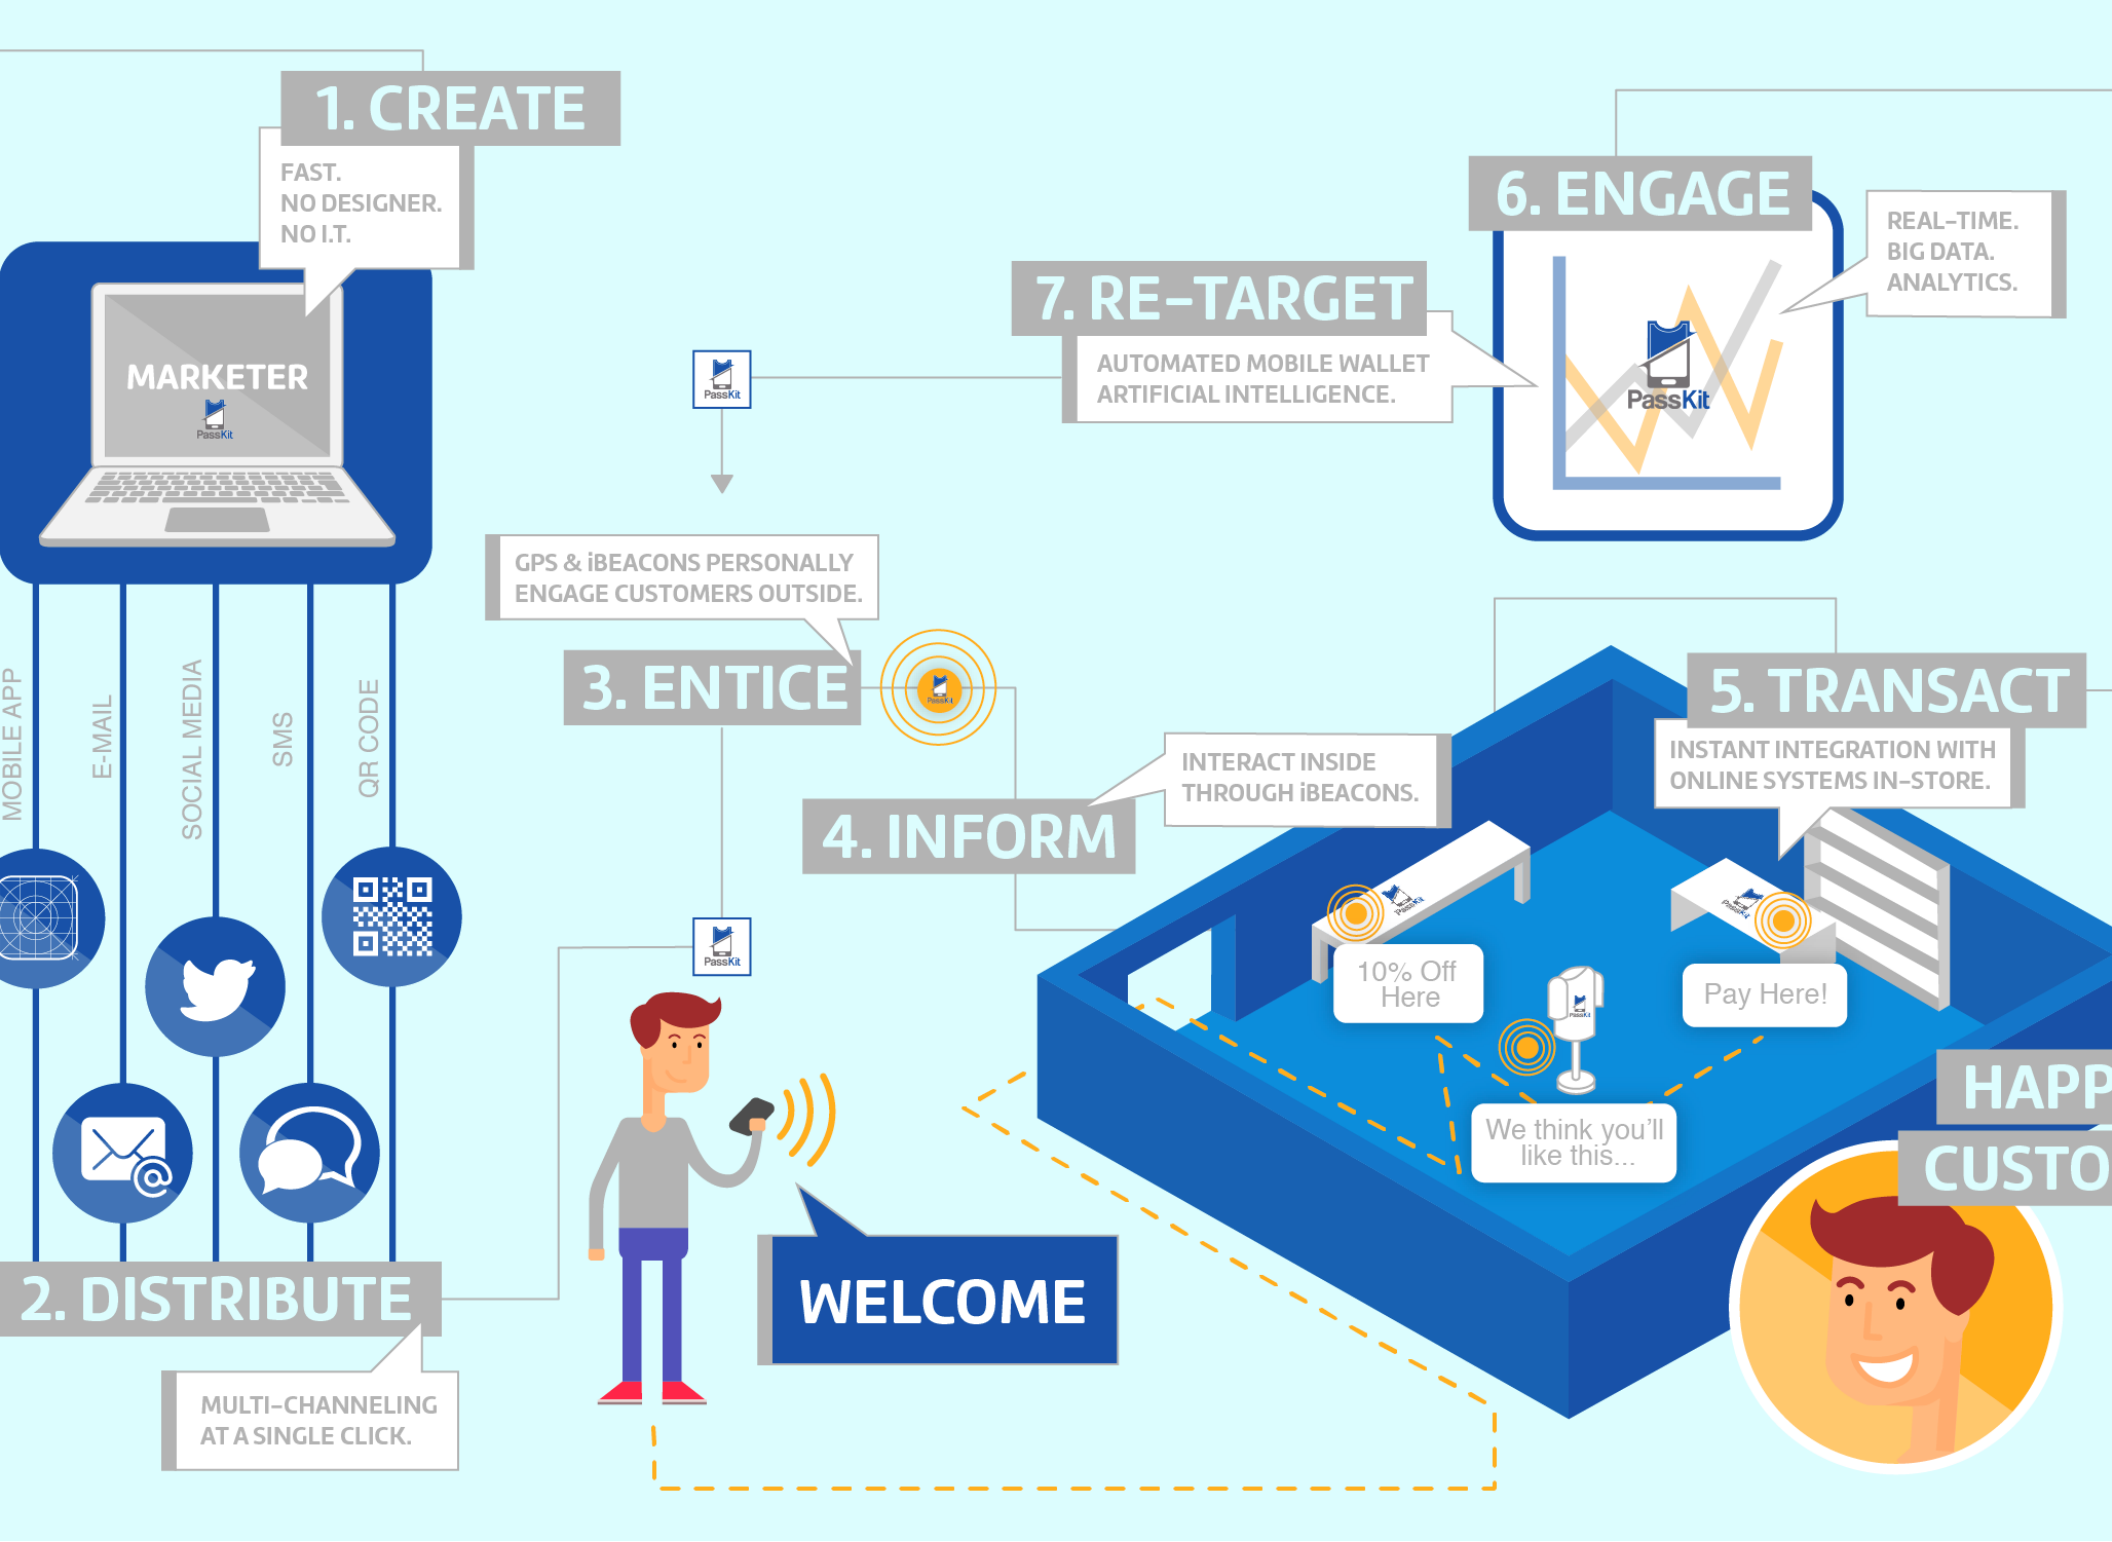 1. CREATE
FAST.
NO DESIGNER.
NO I.T.
MARKETER
PassKit
MOBILE APP
E-MAIL
SOCIAL MEDIA
SMS
QR CODE
2. DISTRIBUTE
MULTI-CHANNELING
AT A SINGLE CLICK.
PassKit
GPS & iBEACONS PERSONALLY
ENGAGE CUSTOMERS OUTSIDE.
3. ENTICE
PassKit
PassKit
WELCOME
4. INFORM
INTERACT INSIDE
THROUGH iBEACONS.
PassKit
10% Off
Here
PassKit
We think you'll
like this...
5. TRANSACT
INSTANT INTEGRATION WITH
ONLINE SYSTEMS IN-STORE.
PassKit
Pay Here!
6. ENGAGE
REAL-TIME.
BIG DATA.
ANALYTICS.
PassKit
7. RE-TARGET
AUTOMATED MOBILE WALLET
ARTIFICIAL INTELLIGENCE.
HAPP
CUSTO